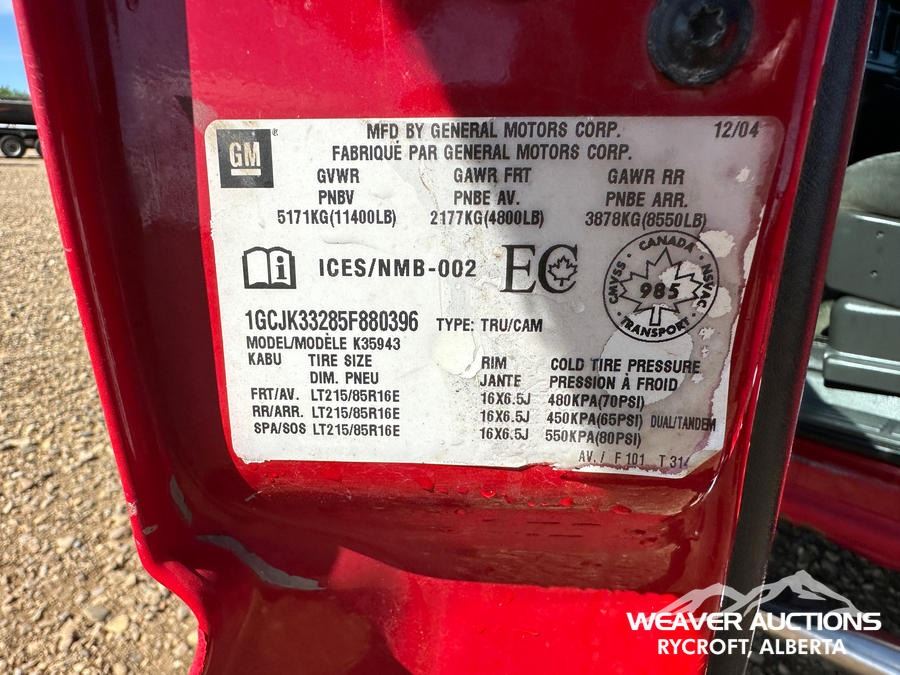 GM
MFD BY GENERAL MOTORS CORP. 12/04
FABRIQUÉ PAR GENERAL MOTORS CORP.
GVWR GAWR FRT GAWR RR
PNBV PNBE AV. PNBE ARR.
5171KG(11400LB) 2177KG(4800LB) 3878KG(8550LB)
i ICES/NMB-002 EC
CANADA
CMVSS 985 NSVAC
TRANSPORT
1GCJK33285F880396 TYPE: TRU/CAM
MODEL/MODÈLE K35943
KABU TIRE SIZE RIM COLD TIRE PRESSURE
DIM. PNEU JANTE PRESSION À FROID
FRT/AV. LT215/85R16E 16X6.5J 480KPA(70PSI)
RR/ARR. LT215/85R16E 16X6.5J 450KPA(65PSI) DUAL/TANDEM
SPA/SOS LT215/85R16E 16X6.5J 550KPA(80PSI)
AV./ F 101 T 314
WEAVER AUCTIONS
RYCROFT, ALBERTA